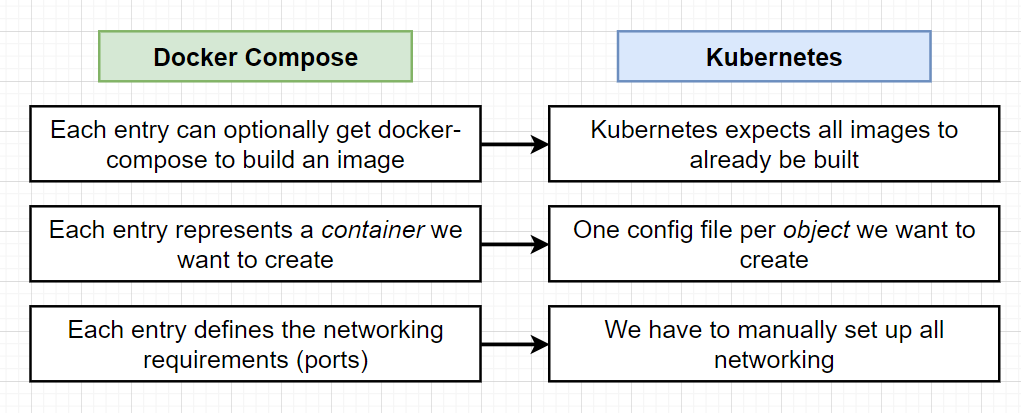 Docker Compose
Kubernetes
Each entry can optionally get docker-
compose to build an image
Kubernetes expects all images to
already be built
Each entry represents a container we
want to create
One config file per object we want to
create
Each entry defines the networking
requirements (ports)
We have to manually set up all
networking